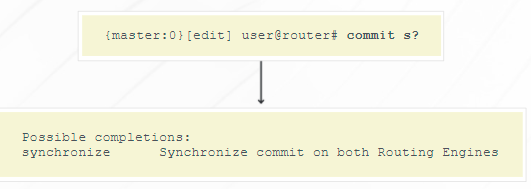 {master:0}[edit] user@router# commit s?
Possible completions:
synchronize Synchronize commit on both Routing Engines